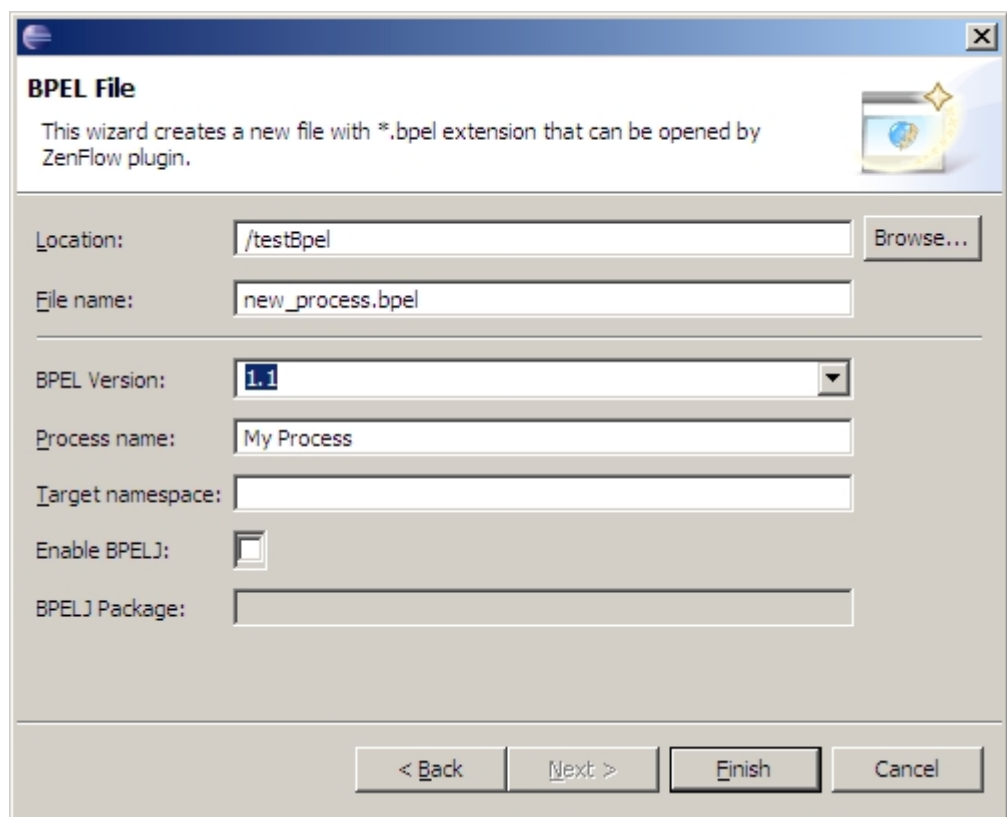 BPEL File
This wizard creates a new file with *.bpel extension that can be opened by
ZenFlow plugin.
Location: /testBpel Browse...
File name: new_process.bpel
BPEL Version: 1.1
Process name: My Process
Target namespace:
Enable BPELJ:
BPELJ Package:
< Back Next > Finish Cancel